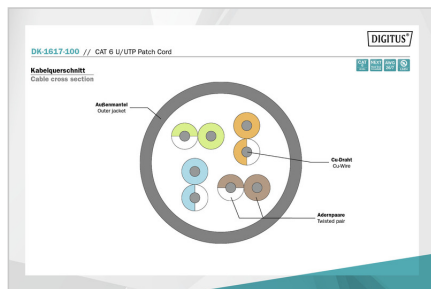 DIGITUS®
DK-1617-100 // CAT 6 U/UTP Patch Cord
Kabelquerschnitt
Cable cross section
Außenmantel
Outer jacket
Cu-Draht
Cu-Wire
Adernpaare
Twisted pair